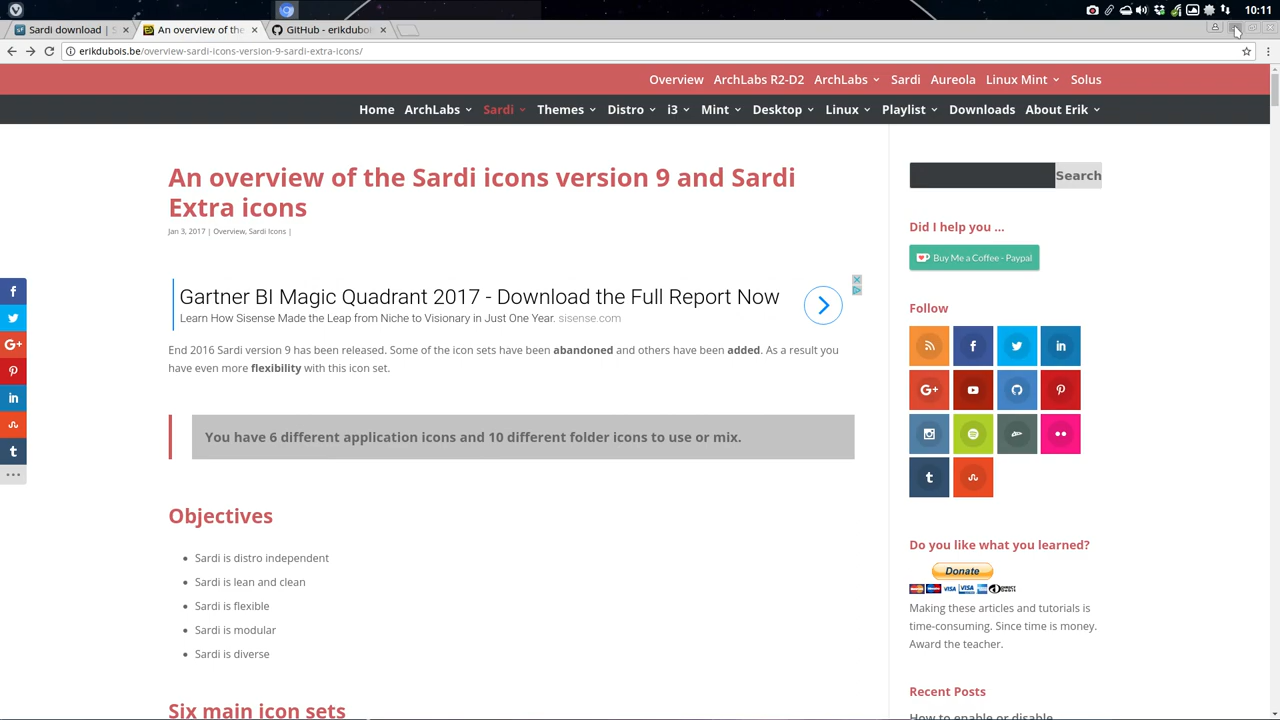 10:11
Sardi download | S
An overview of the
GitHub - erikdubo
erikdubois.be/overview-sardi-icons-version-9-sardi-extra-icons/
Overview ArchLabs R2-D2 ArchLabs Sardi Aureola Linux Mint Solus
Home ArchLabs Sardi Themes Distro i3 Mint Desktop Linux Playlist Downloads About Erik
An overview of the Sardi icons version 9 and Sardi
Extra icons
Jan 3, 2017 | Overview, Sardi Icons |
Gartner BI Magic Quadrant 2017 - Download the Full Report Now
Learn How Sisense Made the Leap from Niche to Visionary in Just One Year. sisense.com
End 2016 Sardi version 9 has been released. Some of the icon sets have been abandoned and others have been added. As a result you
have even more flexibility with this icon set.
You have 6 different application icons and 10 different folder icons to use or mix.
Objectives
Sardi is distro independent
Sardi is lean and clean
Sardi is flexible
Sardi is modular
Sardi is diverse
Six main icon sets
Search
Did I help you ...
Buy Me a Coffee - Paypal
Follow
Do you like what you learned?
Donate
Making these articles and tutorials is
time-consuming. Since time is money.
Award the teacher.
Recent Posts
How to enable or disable